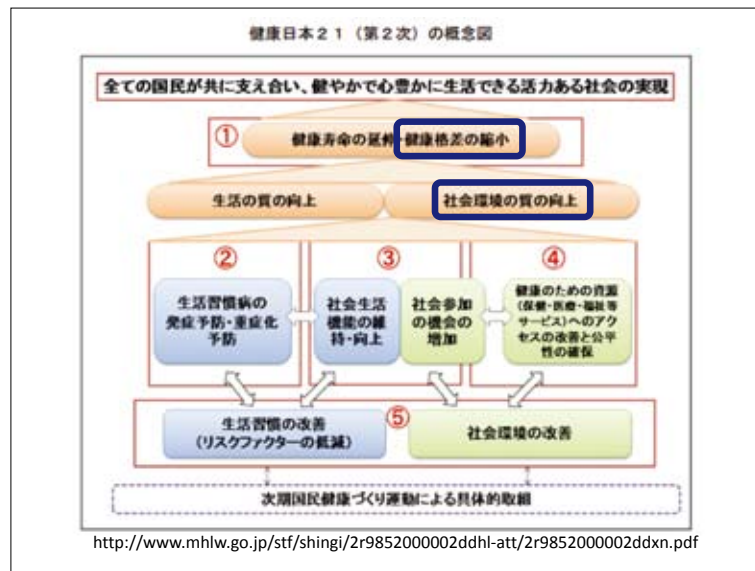 健康日本21（第2次）の概念図
全ての国民が共に支え合い、健やかで心豊かに生活できる活力ある社会の実現
①
健康寿命の延伸・健康格差の縮小
生活の質の向上
社会環境の質の向上
②
③
④
生活習慣病の
発症予防・重症化
予防
社会生活
機能の維
持・向上
社会参加
の機会の
増加
健康のための資源
(保健・医療・福祉等
サービス)へのアク
セスの改善と公平
性の確保
生活習慣の改善
(リスクファクターの低減)
⑤
社会環境の改善
次期国民健康づくり運動による具体的取組
http://www.mhlw.go.jp/stf/shingi/2r9852000002ddhl-att/2r9852000002ddxn.pdf